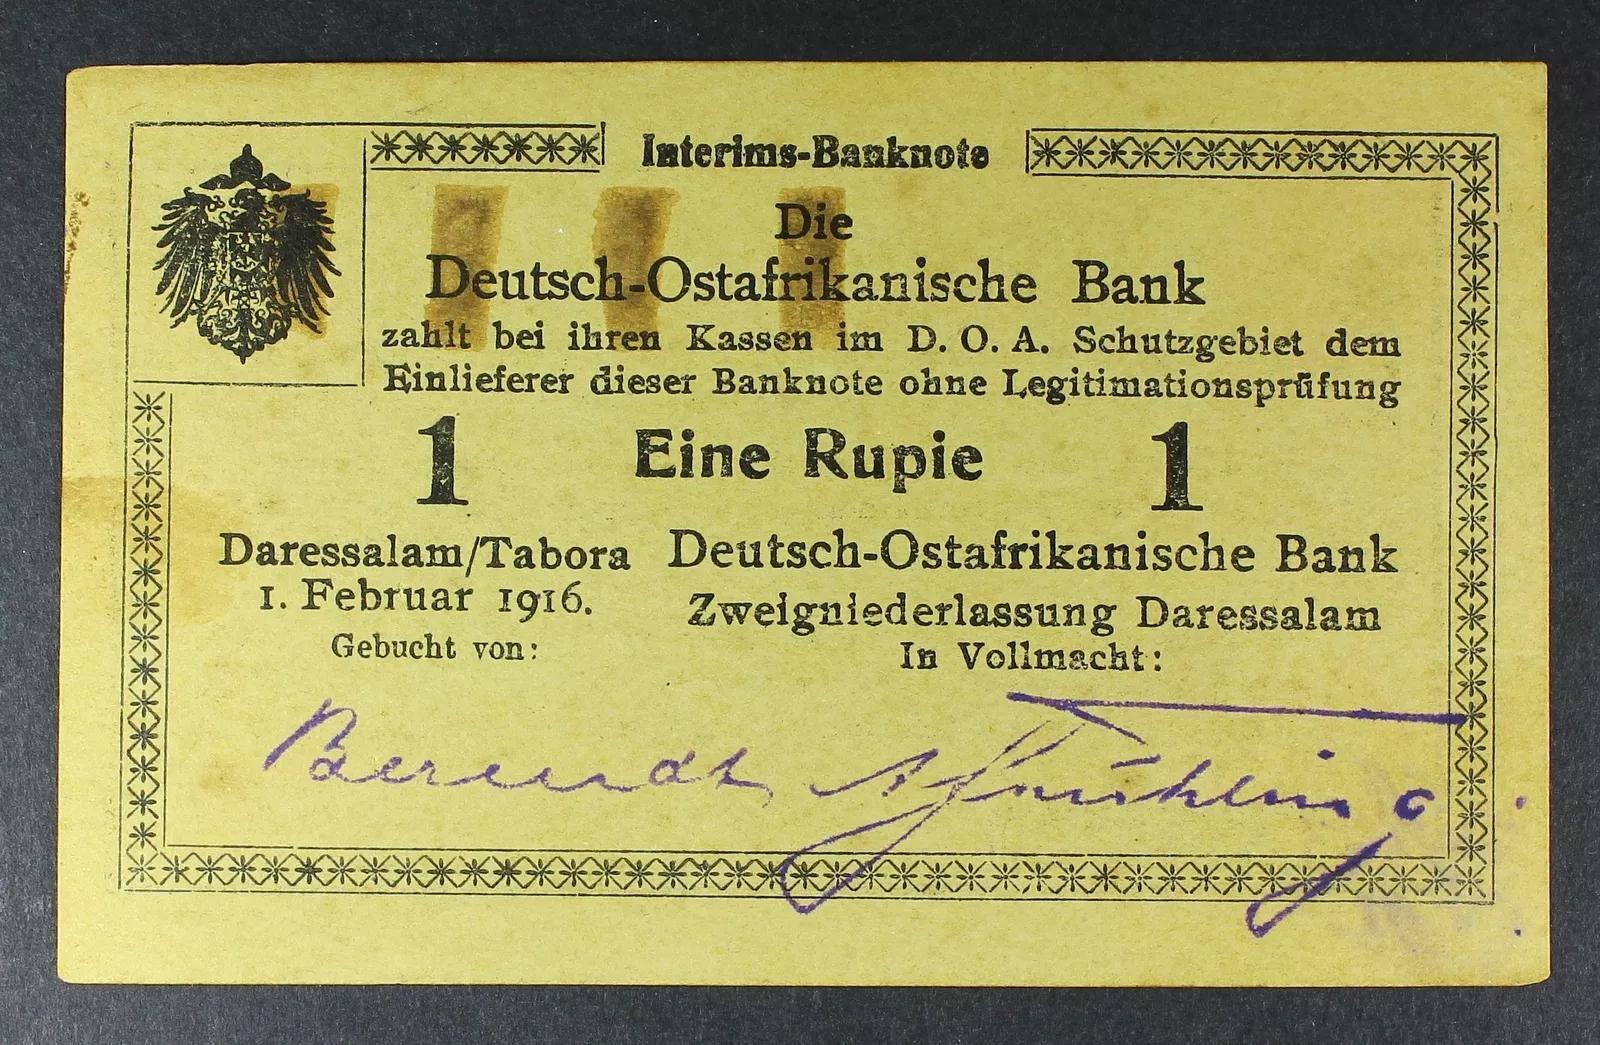 Interims-Banknote
Die
Deutsch-Ostafrikanische Bank
zahlt bei ihren Kassen im D. O. A. Schutzgebiet dem
Einlieferer dieser Banknote ohne Legitimationsprüfung
1 Eine Rupie 1
Daressalam/Tabora
1. Februar 1916.
Gebucht von:
Deutsch-Ostafrikanische Bank
Zweigniederlassung Daressalam
In Vollmacht:
Berendt